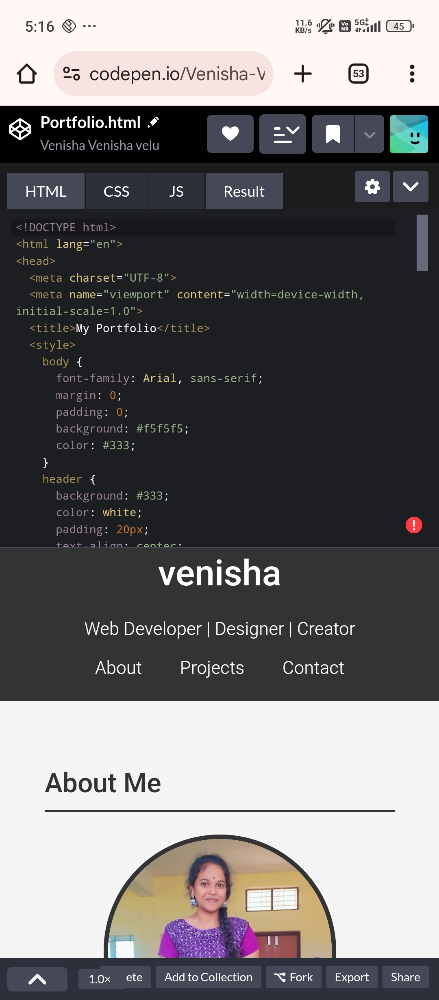 5:16 ...
11.6
KB/s
Vo
NR
5G
45
codepen.io/Venisha-V
53
Portfolio.html
Venisha Venisha velu
HTML CSS JS Result
<!DOCTYPE html>
<html lang="en">
<head>
<meta charset="UTF-8">
<meta name="viewport" content="width=device-width,
initial-scale=1.0">
<title>My Portfolio</title>
<style>
body {
font-family: Arial, sans-serif;
margin: 0;
padding: 0;
background: #f5f5f5;
color: #333;
}
header {
background: #333;
color: white;
padding: 20px;
text-align: center;
venisha
Web Developer | Designer | Creator
About Projects Contact
About Me
1.0× ete Add to Collection Fork Export Share